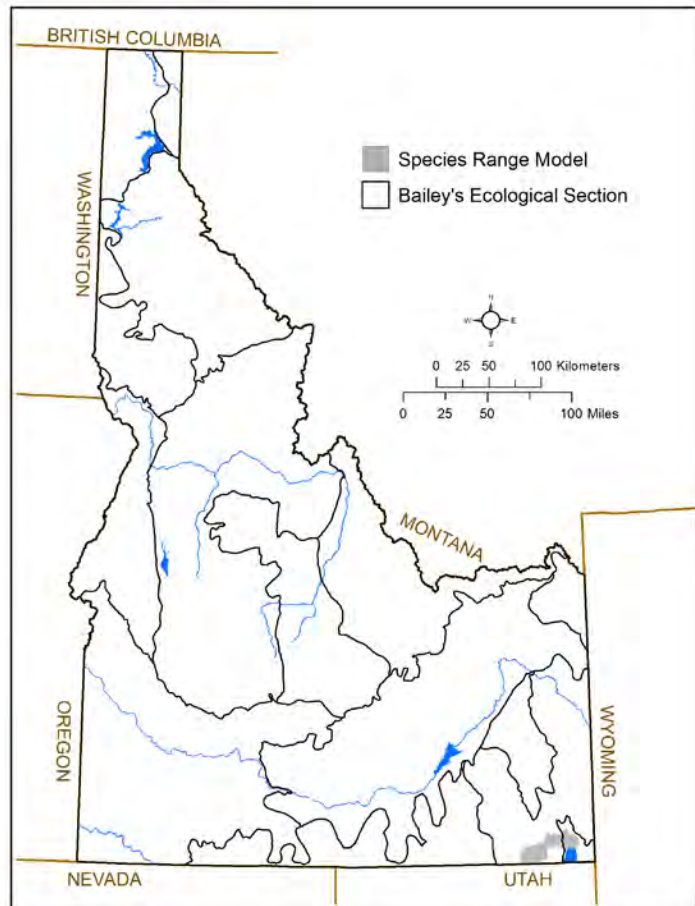 BRITISH COLUMBIA
WASHINGTON
Species Range Model
Bailey's Ecological Section
N
W E
S
0 25 50 100 Kilometers
0 25 50 100 Miles
MONTANA
OREGON
WYOMING
NEVADA
UTAH